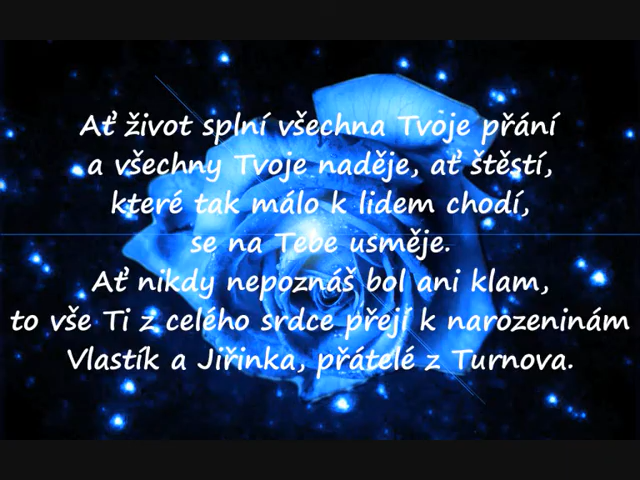 Ať život splní všechna Tvoje přání
a všechny Tvoje naděje, ať štěstí,
které tak málo k lidem chodí,
se na Tebe usměje.
Ať nikdy nepoznáš bol ani klam,
to vše Ti z celého srdce přejí k narozeninám
Vlastík a Jiřinka, přátelé z Turnova.